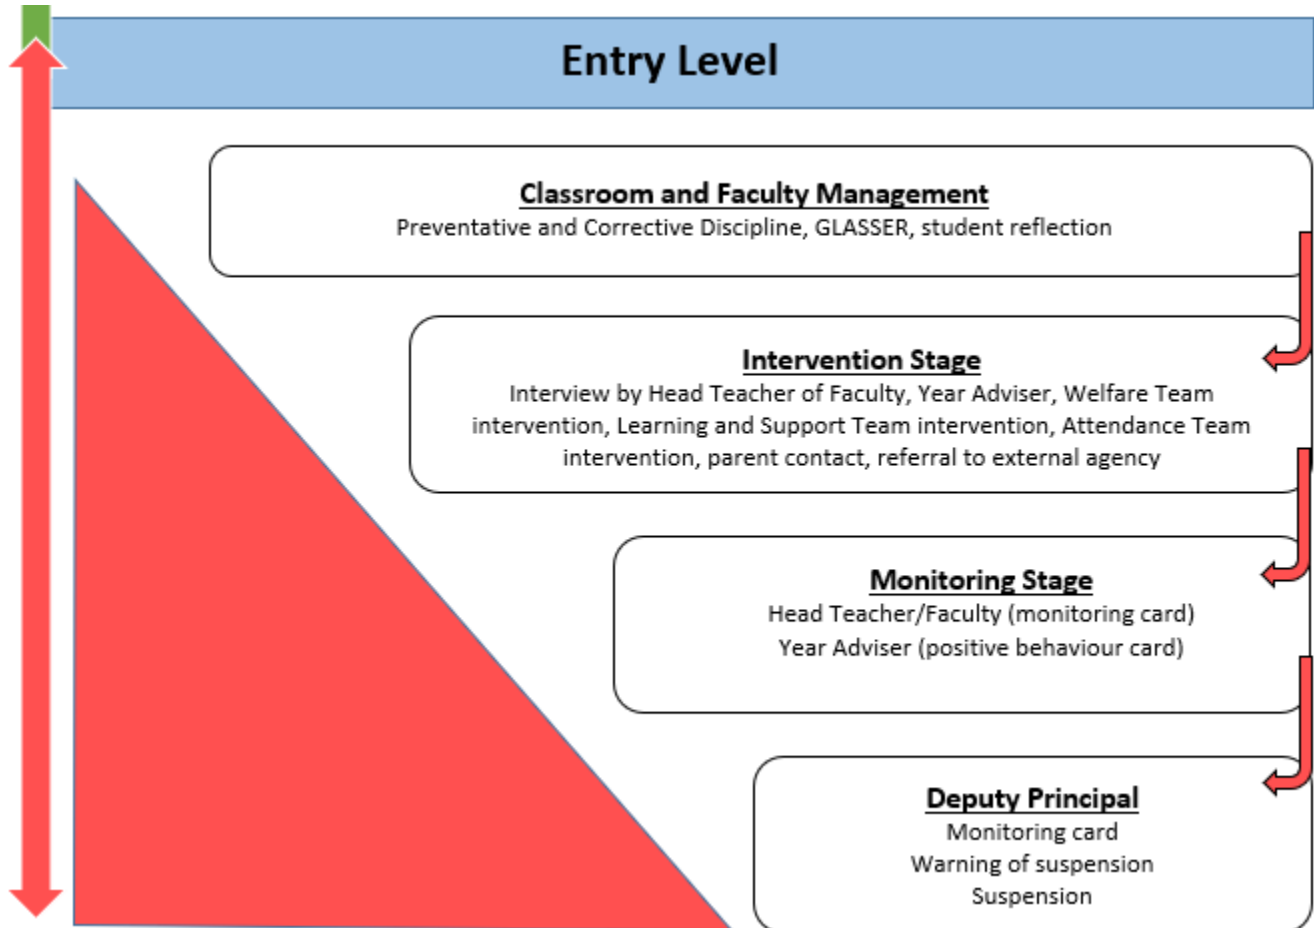 Entry Level
Classroom and Faculty Management
Preventative and Corrective Discipline, GLASSER, student reflection
Intervention Stage
Interview by Head Teacher of Faculty, Year Adviser, Welfare Team
intervention, Learning and Support Team intervention, Attendance Team
intervention, parent contact, referral to external agency
Monitoring Stage
Head Teacher/Faculty (monitoring card)
Year Adviser (positive behaviour card)
Deputy Principal
Monitoring card
Warning of suspension
Suspension